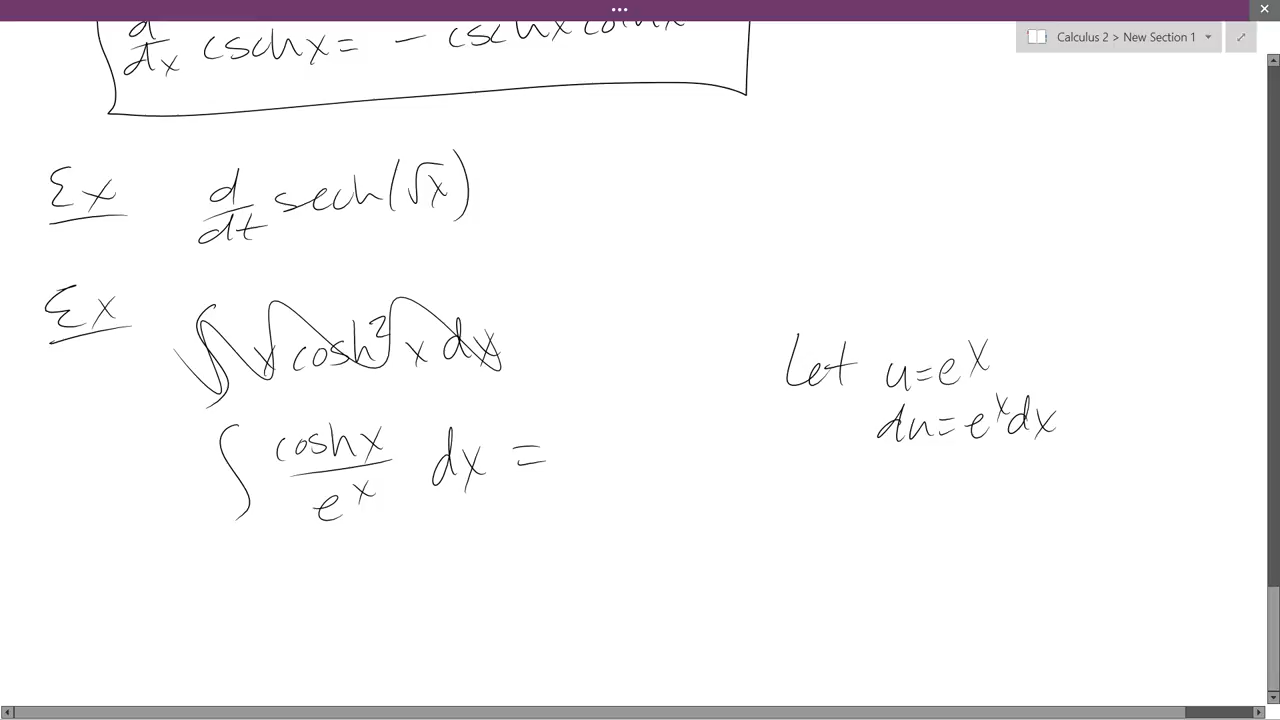 Calculus 2 > New Section 1
d/dx csch x = - csch x coth x
Ex d/dt sech(√x)
Ex ∫ x cosh² x dx
Let u = e^x
du = e^x dx
∫ cosh x / e^x dx =